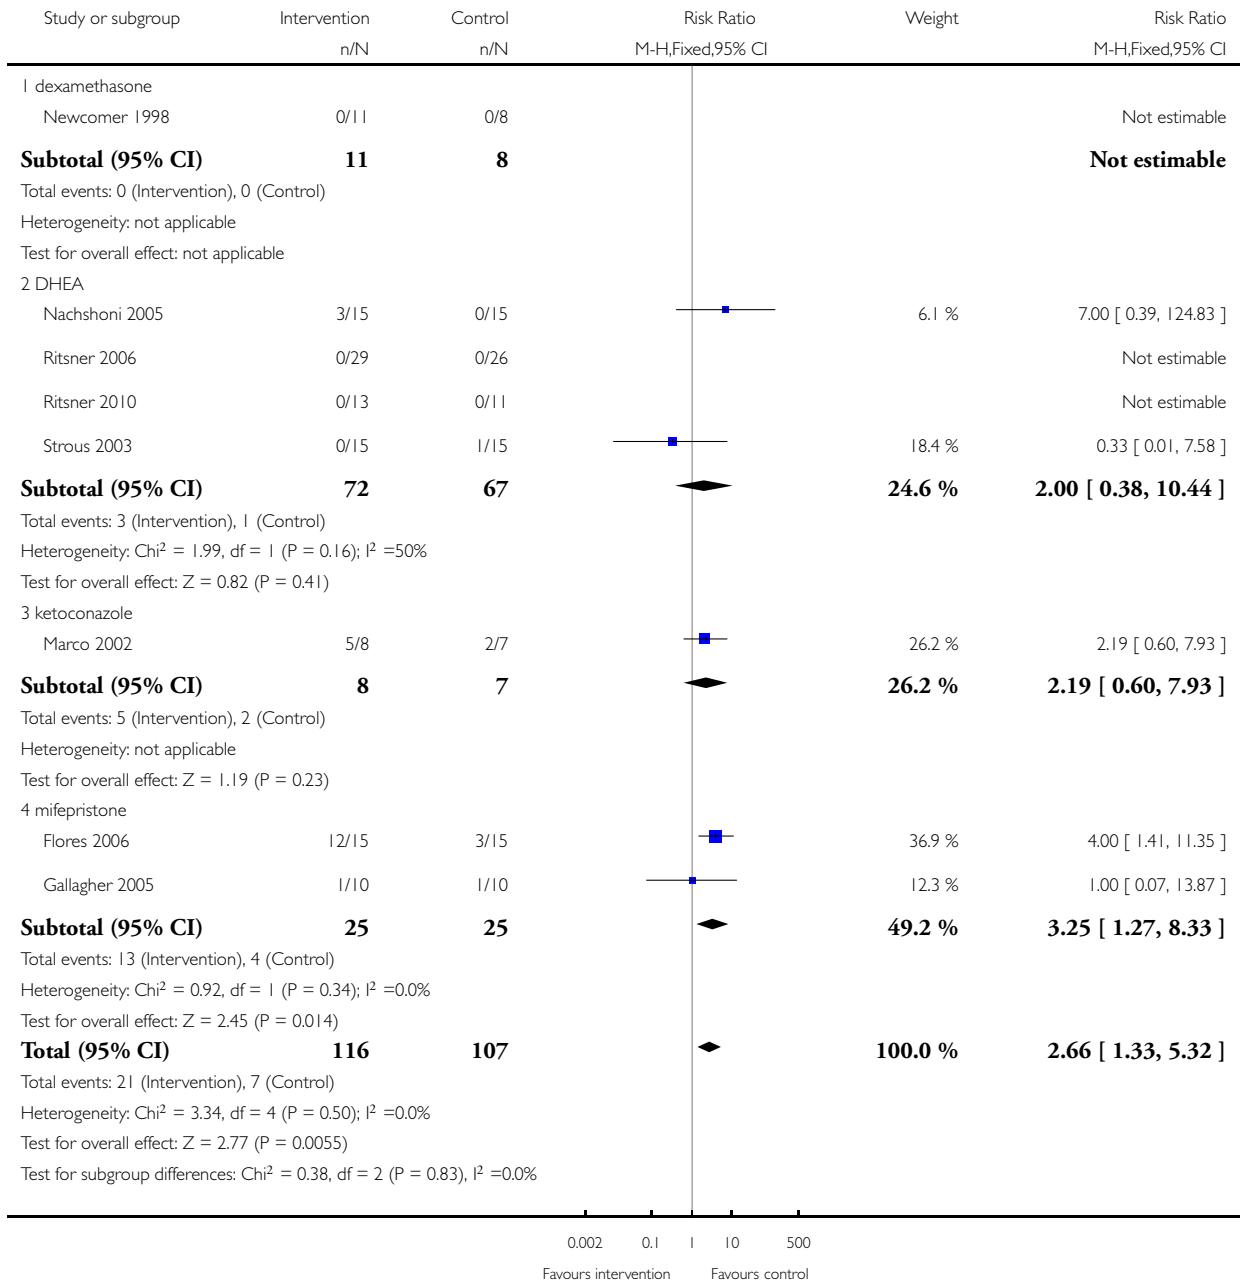 Study or subgroup Intervention Control Risk Ratio Weight Risk Ratio
n/N n/N M-H,Fixed,95% CI M-H,Fixed,95% CI
1 dexamethasone
Newcomer 1998 0/11 0/8 Not estimable
Subtotal (95% CI) 11 8 Not estimable
Total events: 0 (Intervention), 0 (Control)
Heterogeneity: not applicable
Test for overall effect: not applicable
2 DHEA
Nachshoni 2005 3/15 0/15 6.1 % 7.00 [ 0.39, 124.83 ]
Ritsner 2006 0/29 0/26 Not estimable
Ritsner 2010 0/13 0/11 Not estimable
Strous 2003 0/15 1/15 18.4 % 0.33 [ 0.01, 7.58 ]
Subtotal (95% CI) 72 67 24.6 % 2.00 [ 0.38, 10.44 ]
Total events: 3 (Intervention), 1 (Control)
Heterogeneity: Chi² = 1.99, df = 1 (P = 0.16); I² =50%
Test for overall effect: Z = 0.82 (P = 0.41)
3 ketoconazole
Marco 2002 5/8 2/7 26.2 % 2.19 [ 0.60, 7.93 ]
Subtotal (95% CI) 8 7 26.2 % 2.19 [ 0.60, 7.93 ]
Total events: 5 (Intervention), 2 (Control)
Heterogeneity: not applicable
Test for overall effect: Z = 1.19 (P = 0.23)
4 mifepristone
Flores 2006 12/15 3/15 36.9 % 4.00 [ 1.41, 11.35 ]
Gallagher 2005 1/10 1/10 12.3 % 1.00 [ 0.07, 13.87 ]
Subtotal (95% CI) 25 25 49.2 % 3.25 [ 1.27, 8.33 ]
Total events: 13 (Intervention), 4 (Control)
Heterogeneity: Chi² = 0.92, df = 1 (P = 0.34); I² =0.0%
Test for overall effect: Z = 2.45 (P = 0.014)
Total (95% CI) 116 107 100.0 % 2.66 [ 1.33, 5.32 ]
Total events: 21 (Intervention), 7 (Control)
Heterogeneity: Chi² = 3.34, df = 4 (P = 0.50); I² =0.0%
Test for overall effect: Z = 2.77 (P = 0.0055)
Test for subgroup differences: Chi² = 0.38, df = 2 (P = 0.83), I² =0.0%
0.002 0.1 1 10 500
Favours intervention Favours control